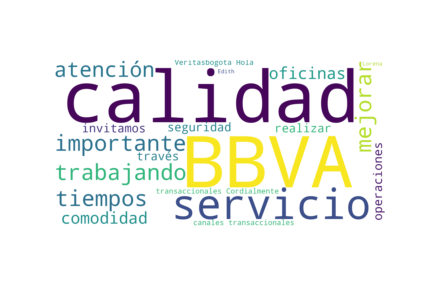 Veritasbogota Hoia
Edith
Lorena
atención
oficinas
calidad
mejorar
invitamos
seguridad
realizar
importante
través
BBVA
trabajando
operaciones
transaccionales Cordialmente
tiempos
servicio
comodidad
canales transaccionales